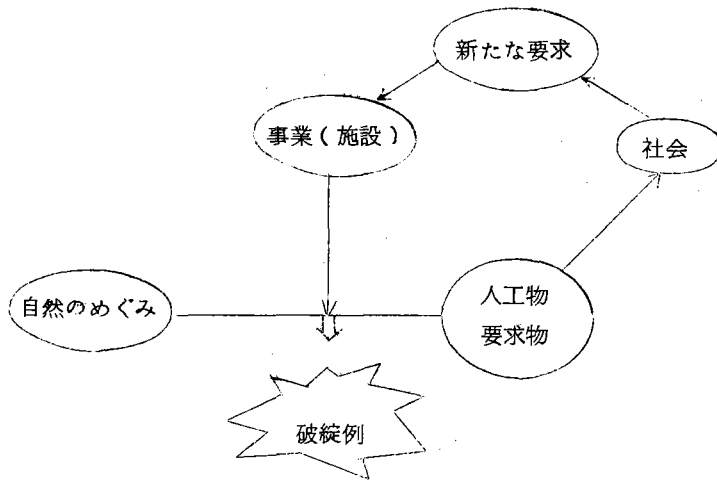 新たな要求
事業(施設)
社会
自然のめぐみ
人工物
要求物
破綻例